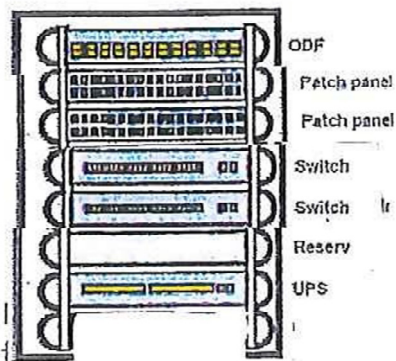 ODF
Patch panel
Patch panel
Switch
Switch
Reserv
UPS